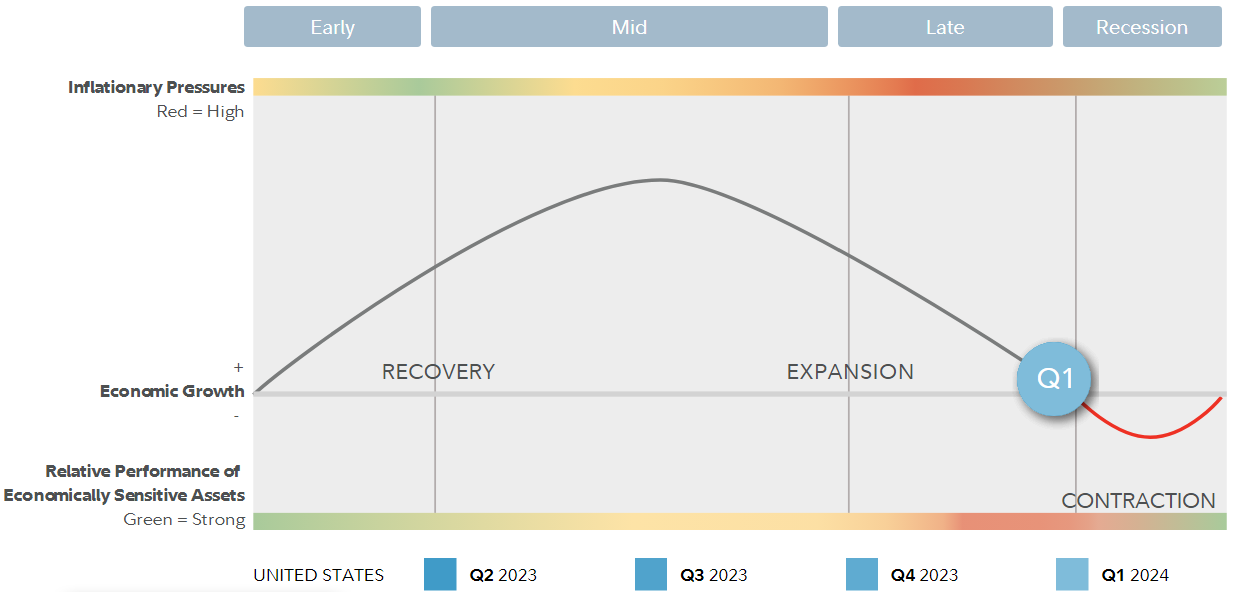 Early
Mid
Late
Recession
Inflationary Pressures
Red = High
RECOVERY
EXPANSION
+
Economic Growth
-
Q1
Relative Performance of
Economically Sensitive Assets
Green = Strong
CONTRACTION
UNITED STATES
Q2 2023
Q3 2023
Q4 2023
Q1 2024